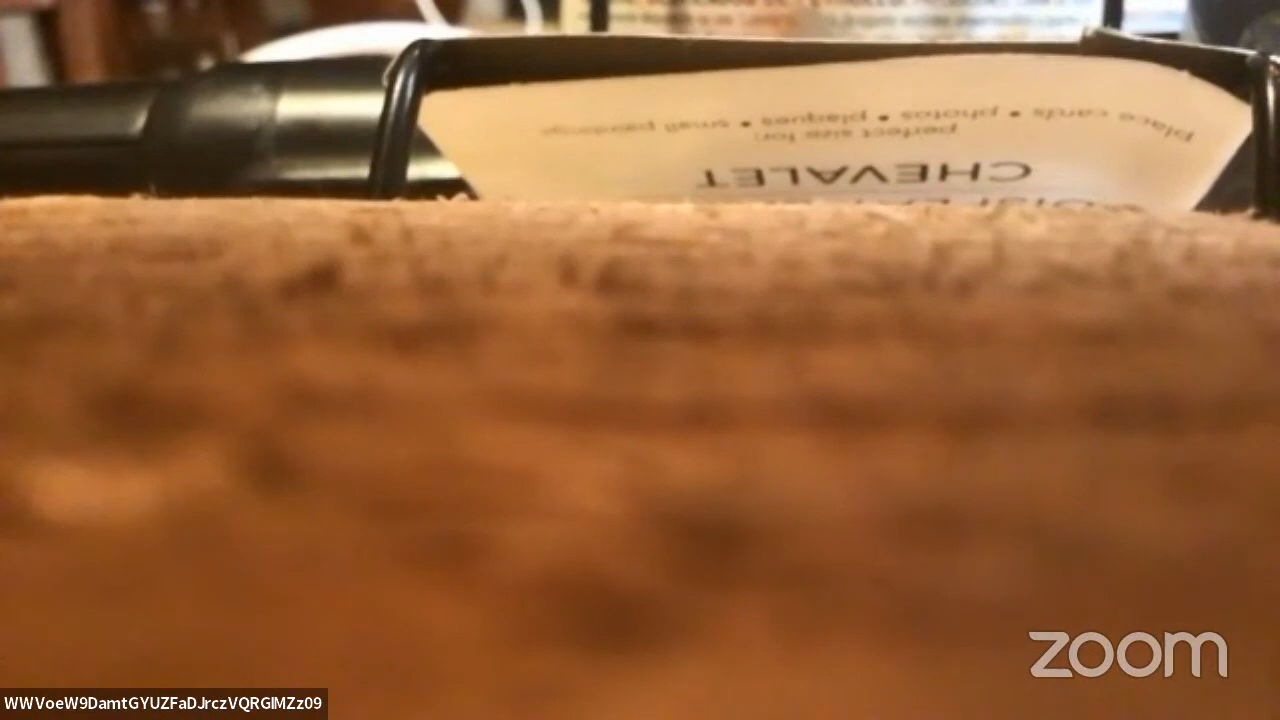 CHEVALET
perfect size for:
place cards • photos • plaques • small paintings
zoom
WWVoeW9DamtGYUZFaDJrczVQRGlMZz09